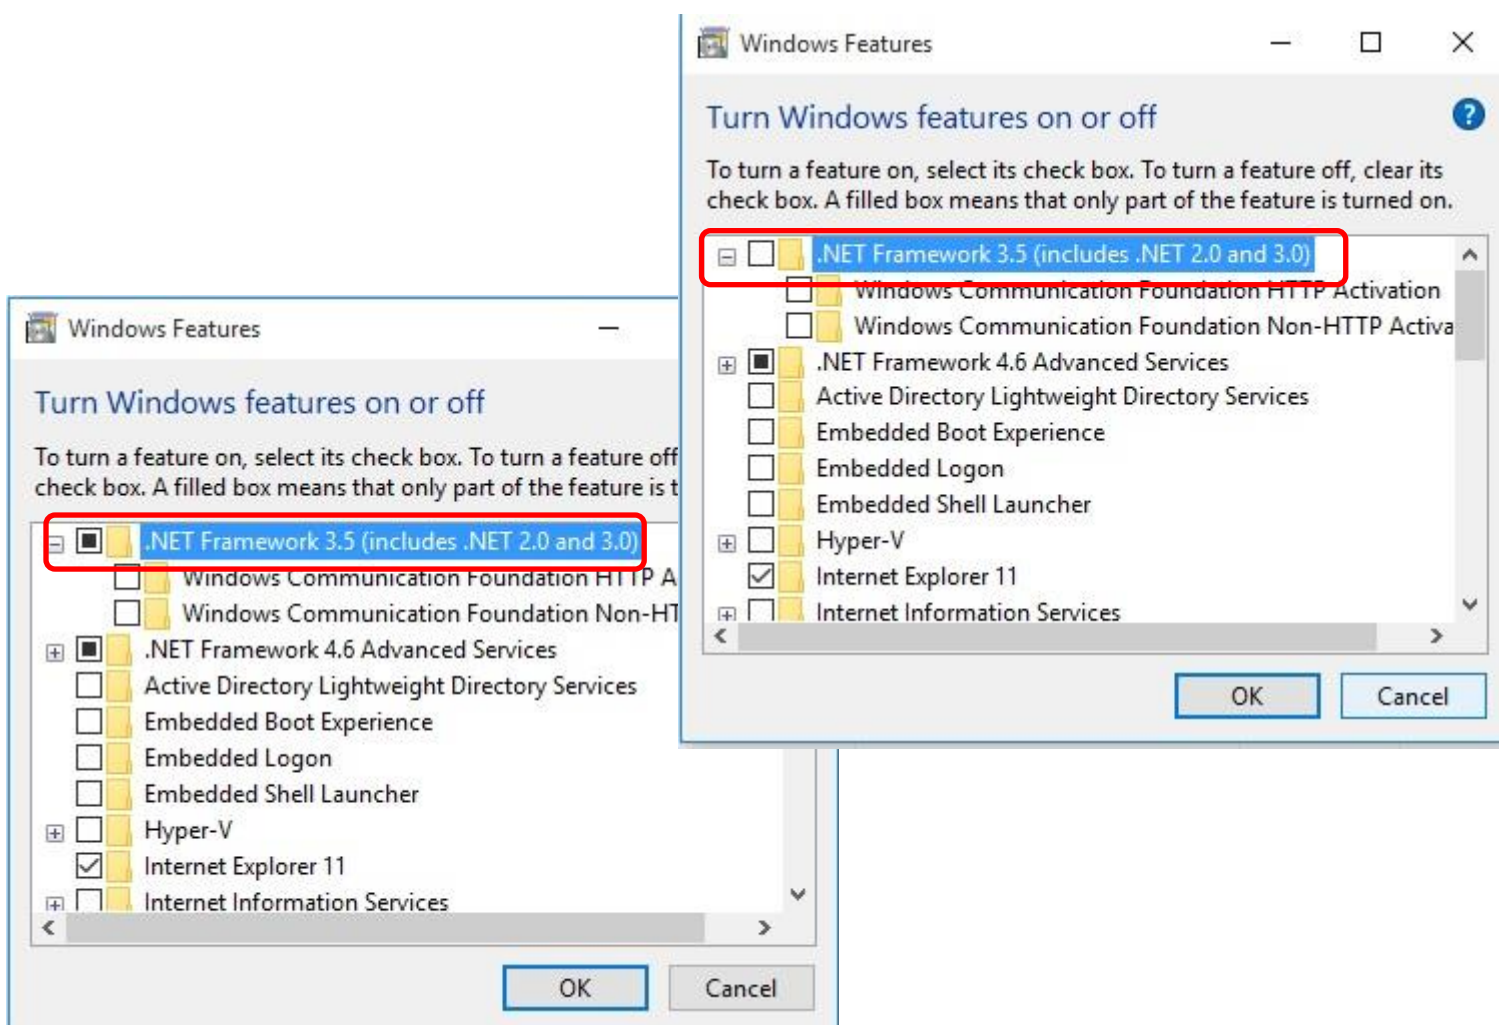 Windows Features
Turn Windows features on or off
To turn a feature on, select its check box. To turn a feature off, clear its
check box. A filled box means that only part of the feature is turned on.
.NET Framework 3.5 (includes .NET 2.0 and 3.0)
Windows Communication Foundation HTTP Activation
Windows Communication Foundation Non-HTTP Activa
.NET Framework 4.6 Advanced Services
Active Directory Lightweight Directory Services
Embedded Boot Experience
Embedded Logon
Embedded Shell Launcher
Hyper-V
Internet Explorer 11
Internet Information Services
OK Cancel
Windows Features
Turn Windows features on or off
To turn a feature on, select its check box. To turn a feature off
check box. A filled box means that only part of the feature is t
.NET Framework 3.5 (includes .NET 2.0 and 3.0)
Windows Communication Foundation HTTP A
Windows Communication Foundation Non-HT
.NET Framework 4.6 Advanced Services
Active Directory Lightweight Directory Services
Embedded Boot Experience
Embedded Logon
Embedded Shell Launcher
Hyper-V
Internet Explorer 11
Internet Information Services
OK Cancel